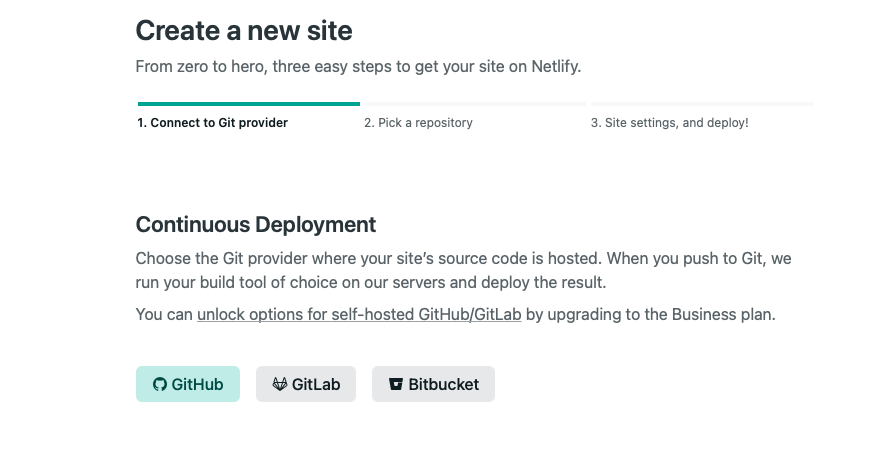 Create a new site
From zero to hero, three easy steps to get your site on Netlify.
1. Connect to Git provider
2. Pick a repository
3. Site settings, and deploy!
Continuous Deployment
Choose the Git provider where your site’s source code is hosted. When you push to Git, we
run your build tool of choice on our servers and deploy the result.
You can unlock options for self-hosted GitHub/GitLab by upgrading to the Business plan.
GitHub
GitLab
Bitbucket